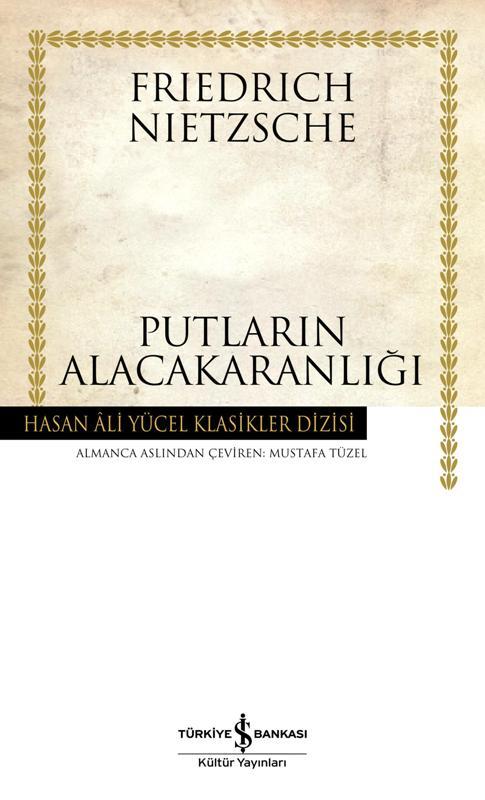 FRIEDRICH
NIETZSCHE
PUTLARIN
ALACAKARANLIĞI
HASAN ÂLİ YÜCEL KLASİKLER DİZİSİ
ALMANCA ASLINDAN ÇEVİREN: MUSTAFA TÜZEL
TÜRKİYE İŞ BANKASI
Kültür Yayınları